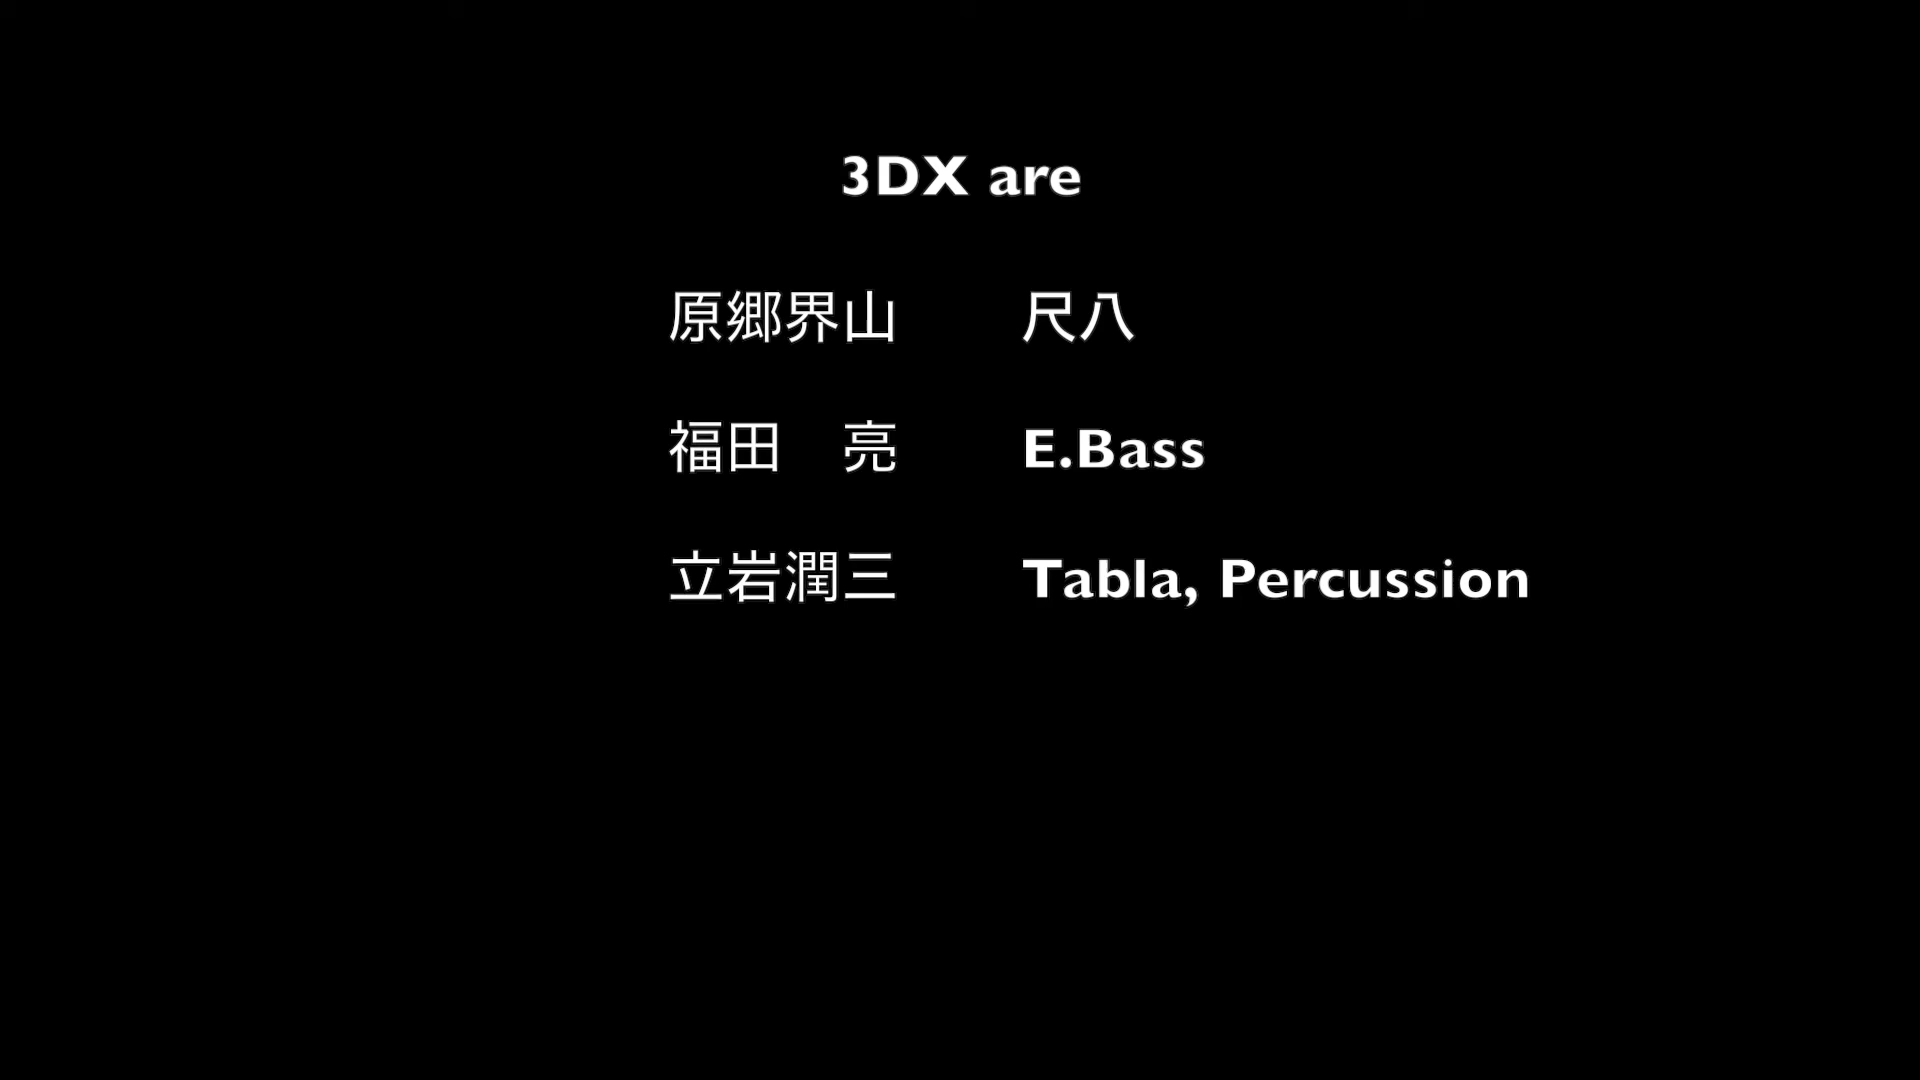 3DX are
原郷界山 尺八
福田　亮 E.Bass
立岩潤三 Tabla, Percussion